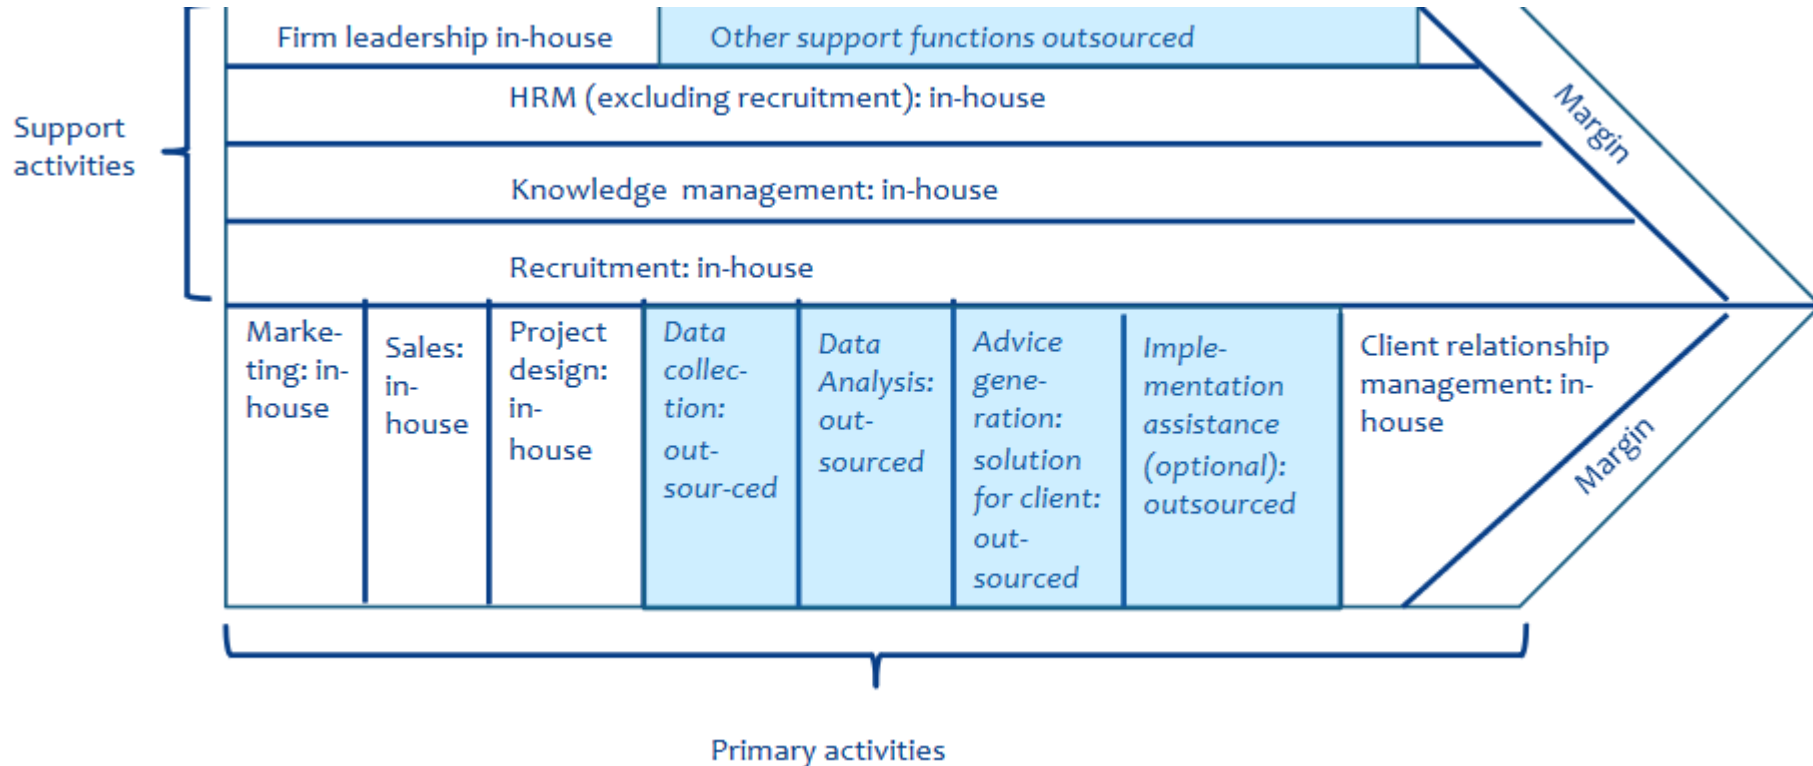 Firm leadership in-house
Other support functions outsourced
HRM (excluding recruitment): in-house
Support
activities
Knowledge management: in-house
Recruitment: in-house
Margin
Marke-
ting: in-
house
Sales:
in-
house
Project
design:
in-
house
Data
collec-
tion:
out-
sour-ced
Data
Analysis:
out-
sourced
Advice
gene-
ration:
solution
for client:
out-
sourced
Imple-
mentation
assistance
(optional):
outsourced
Client relationship
management: in-
house
Margin
Primary activities